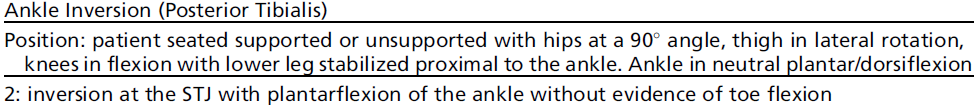 Ankle Inversion (Posterior Tibialis)
Position: patient seated supported or unsupported with hips at a 90° angle, thigh in lateral rotation,
knees in flexion with lower leg stabilized proximal to the ankle. Ankle in neutral plantar/dorsiflexion
2: inversion at the STJ with plantarflexion of the ankle without evidence of toe flexion